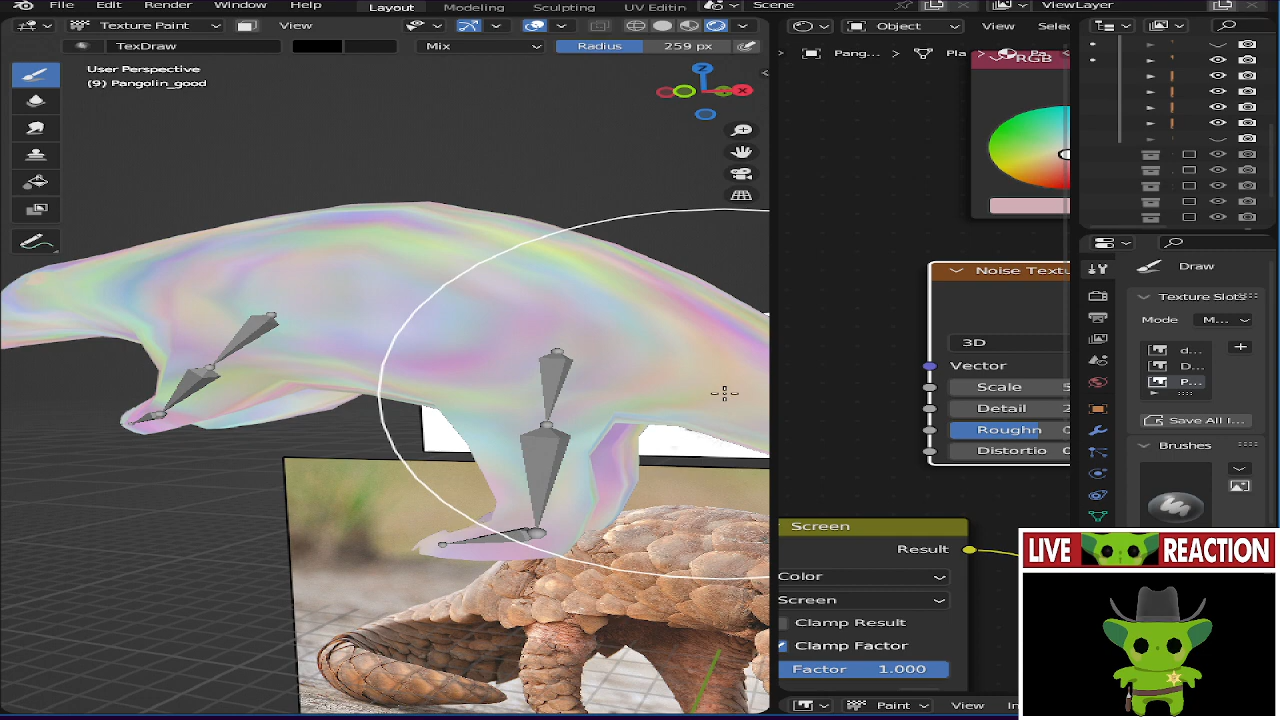 File Edit Render Window Help Layout Modeling Sculpting UV Editin Scene ViewLayer
Texture Paint View
Object View Selec
TexDraw Mix Radius 259 px
Pang... Pla
RGB
User Perspective
(9) Pangolin_good
Z
X
Noise Textu
3D
Vector
Scale
Detail
Roughn
Distortio
Screen
Result
Color
Screen
Clamp Result
Clamp Factor
Factor 1.000
Paint View
Draw
Texture Slots
Mode M...
d...
D...
P...
Save All I...
Brushes
LIVE REACTION